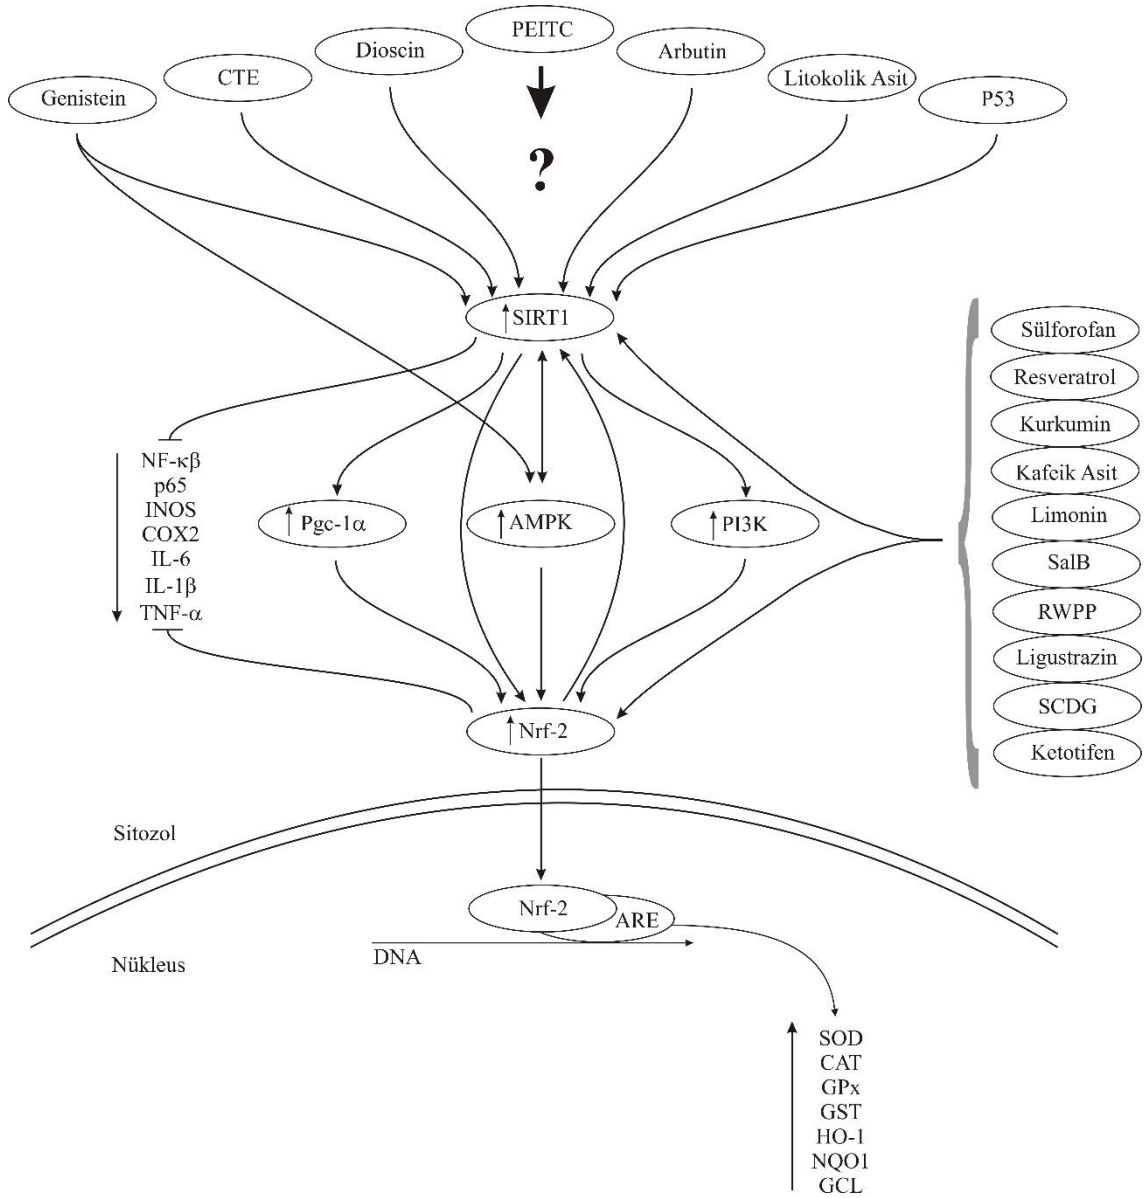 PEITC
Dioscin
Arbutin
CTE
Litokolik Asit
Genistein
P53
?
SIRT1
Sülforofan
Resveratrol
Kurkumin
Kafeik Asit
Limonin
SalB
RWPP
Ligustrazin
SCDG
Ketotifen
NF-κβ
p65
INOS
COX2
IL-6
IL-1β
TNF-α
Pgc-1α
AMPK
PI3K
Nrf-2
Sitozol
Nrf-2
ARE
DNA
Nükleus
SOD
CAT
GPx
GST
HO-1
NQO1
GCL